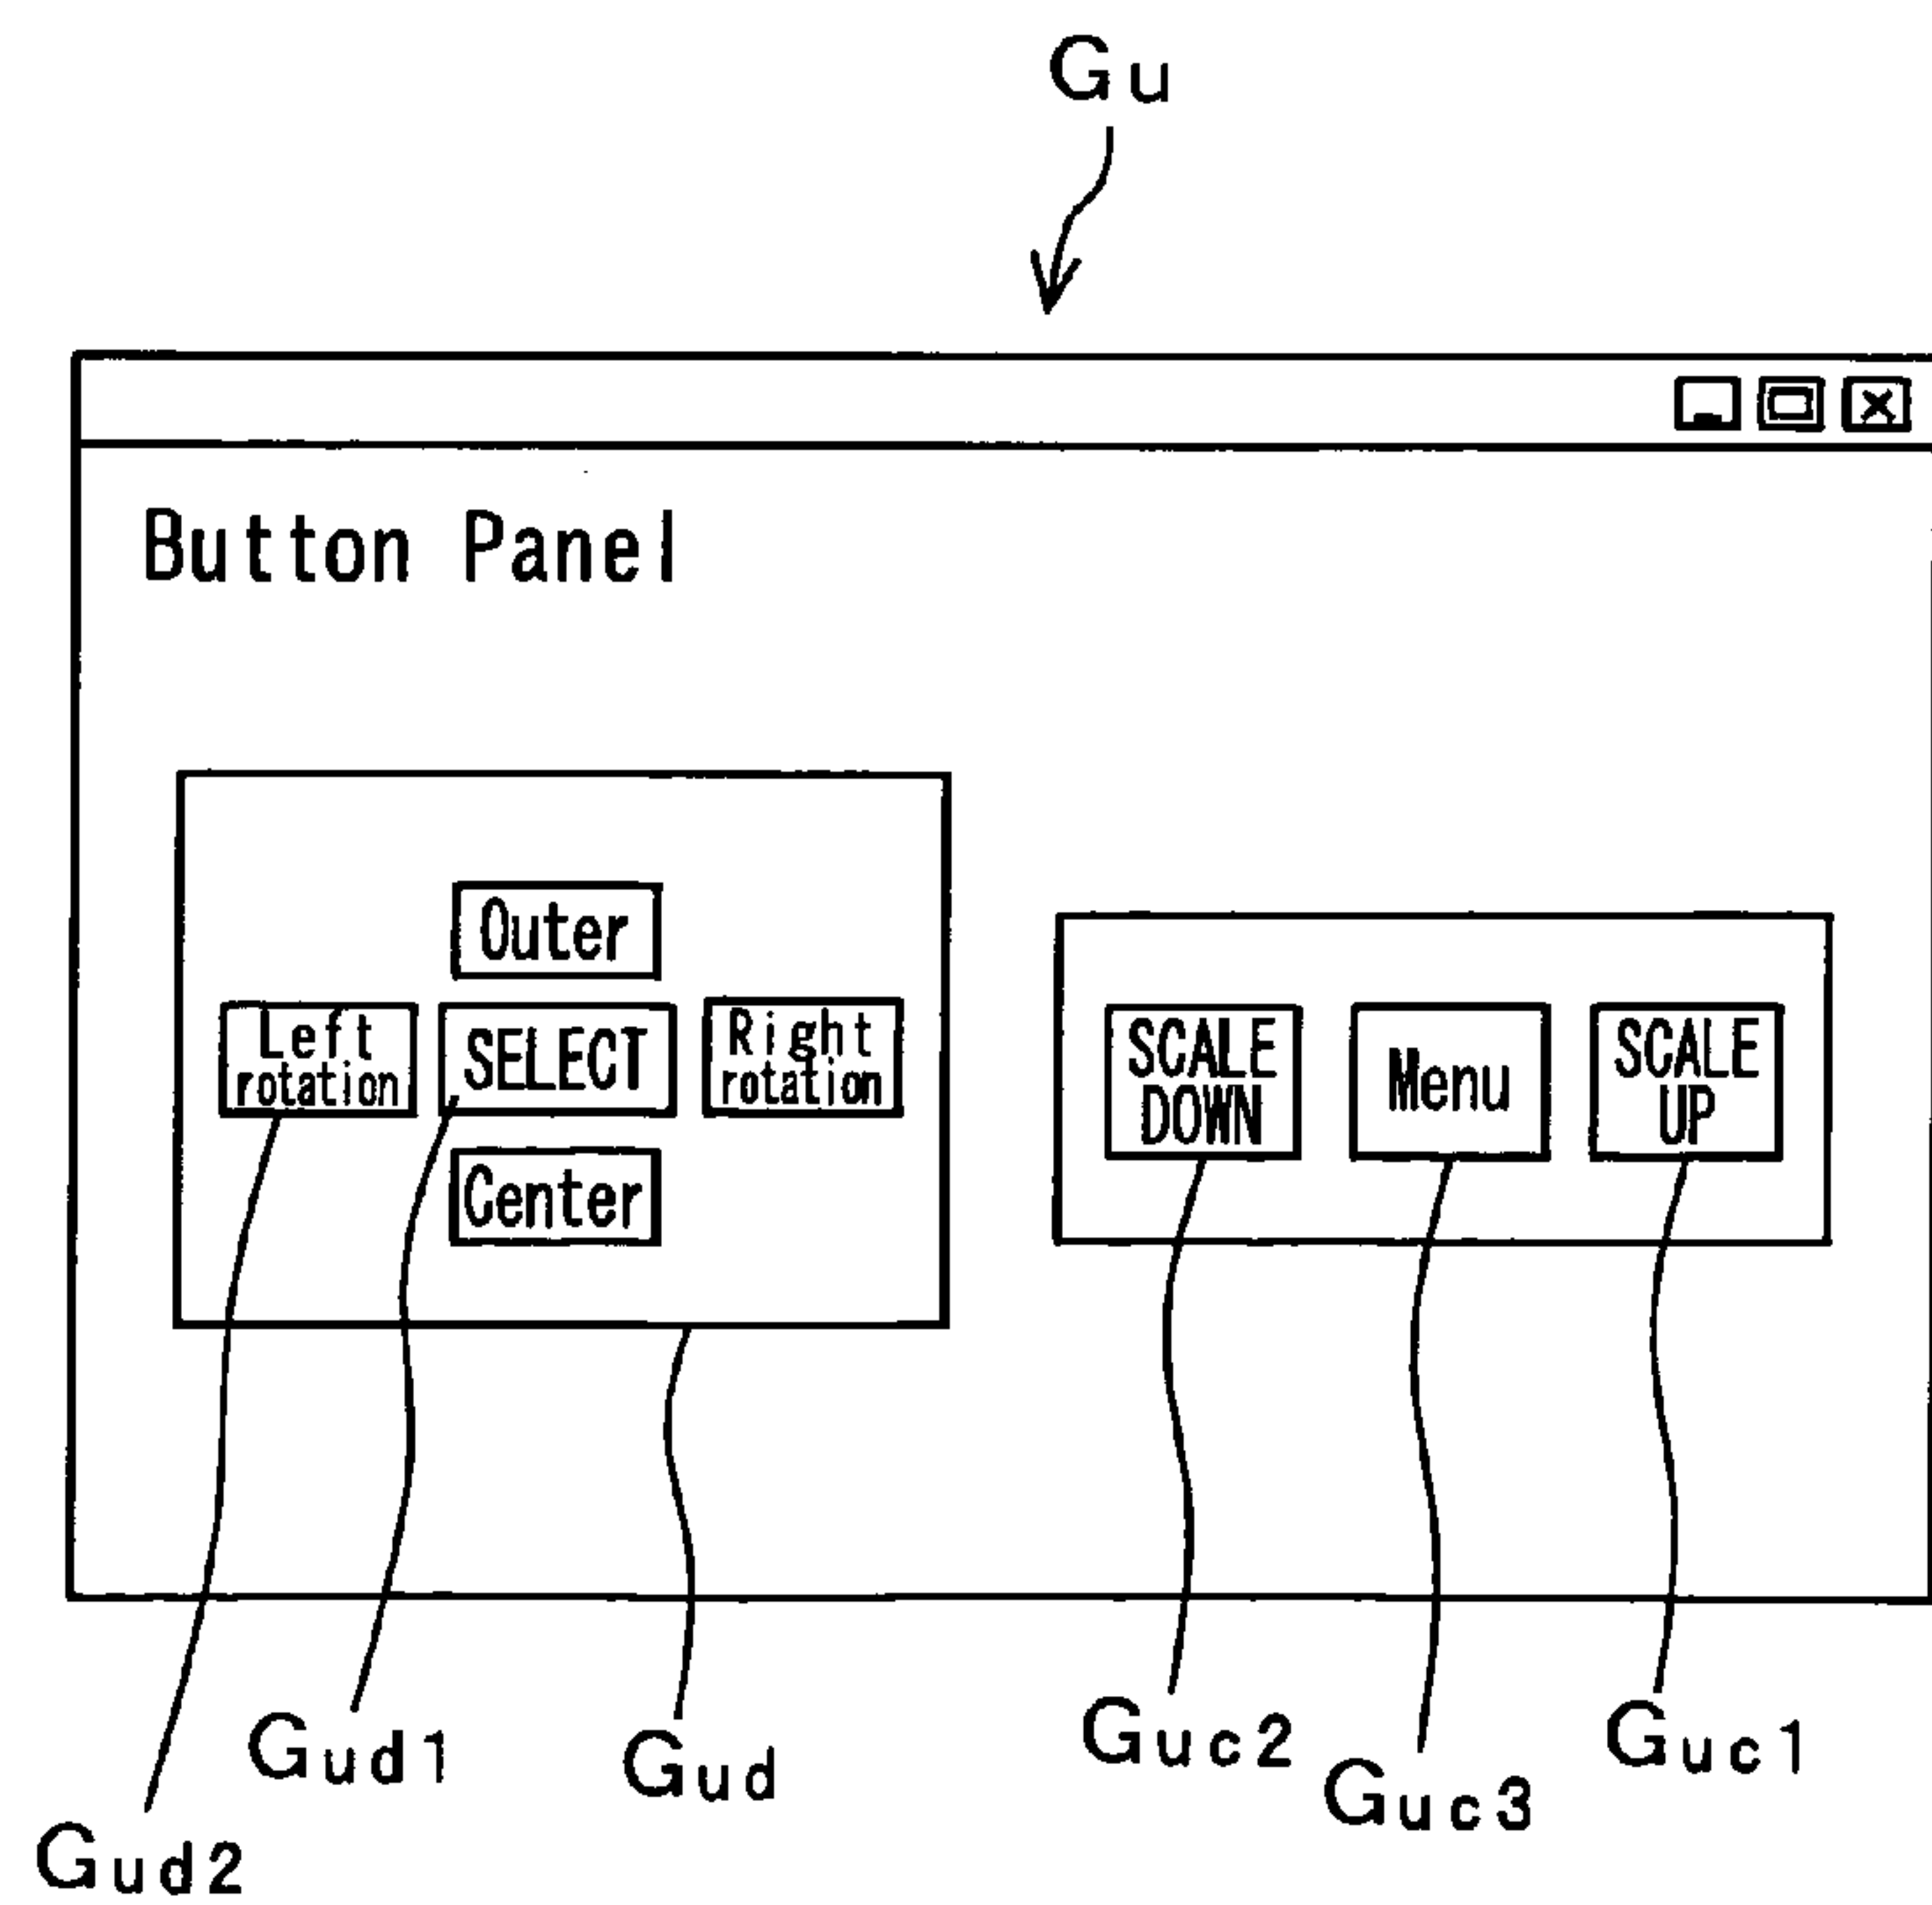 Gu
Button Panel
Outer
Left
rotation
SELECT
Right
rotation
Center
SCALE
DOWN
Menu
SCALE
UP
Gud2
Gud1
Gud
Guc2
Guc3
Guc1